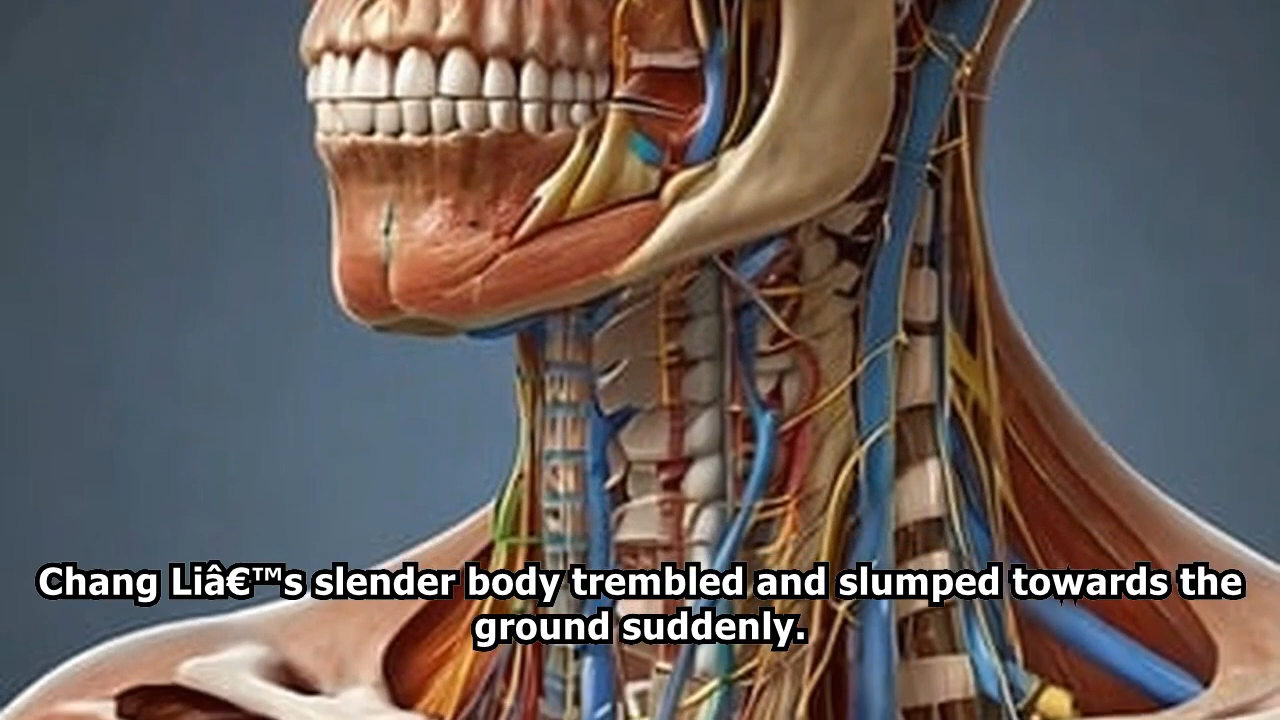 Chang Liâ€™s slender body trembled and slumped towards the
ground suddenly.